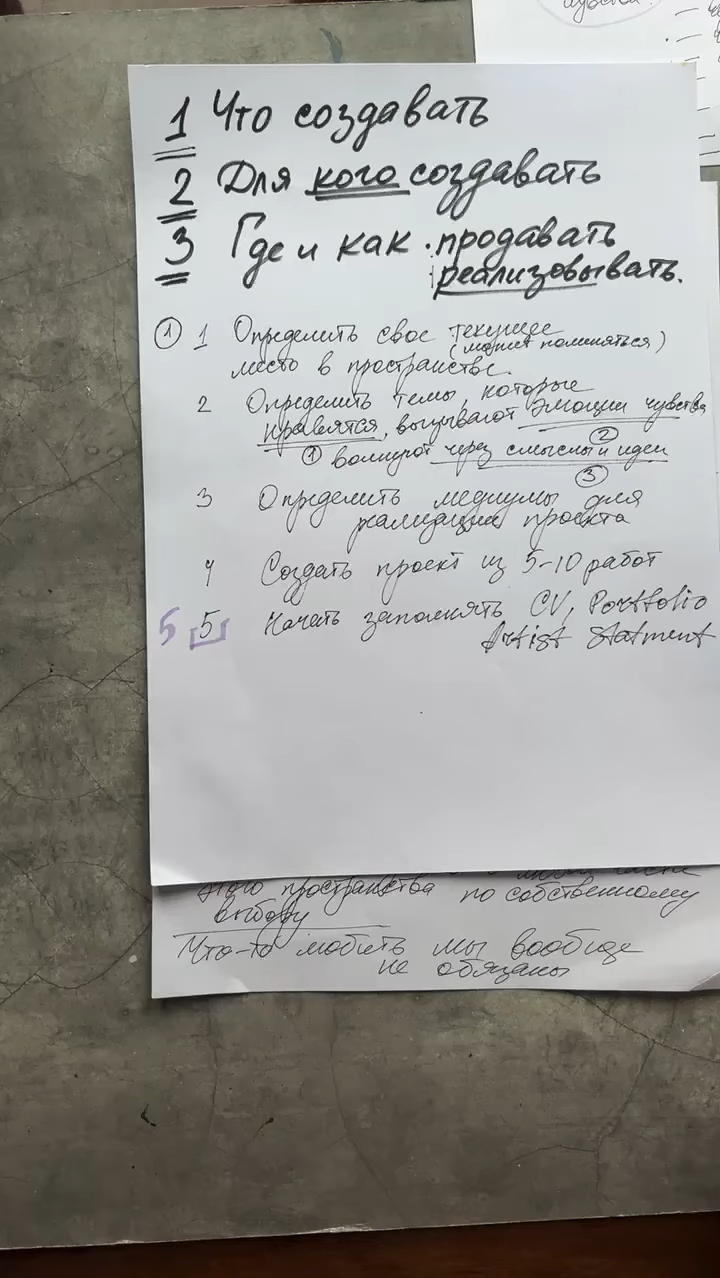 чувства
1 Что создавать
2 Для кого создавать
3 Где и как • продавать
реализовывать.
① 1 Определить свое текущее
(может поменяться)
место в пространстве.
2 Определить темы, которые
нравятся, вызывают эмоции чувства
① волнуют через смыслы и идеи ②
③
3 Определить медиумы для
реализации проекта
4 Создать проект из 5-10 работ
5 5 Начать заполнять CV, Portfolio
Artist Statment
этого пространства по собственному
выбору
Что-то любить мы вообще
не обязаны